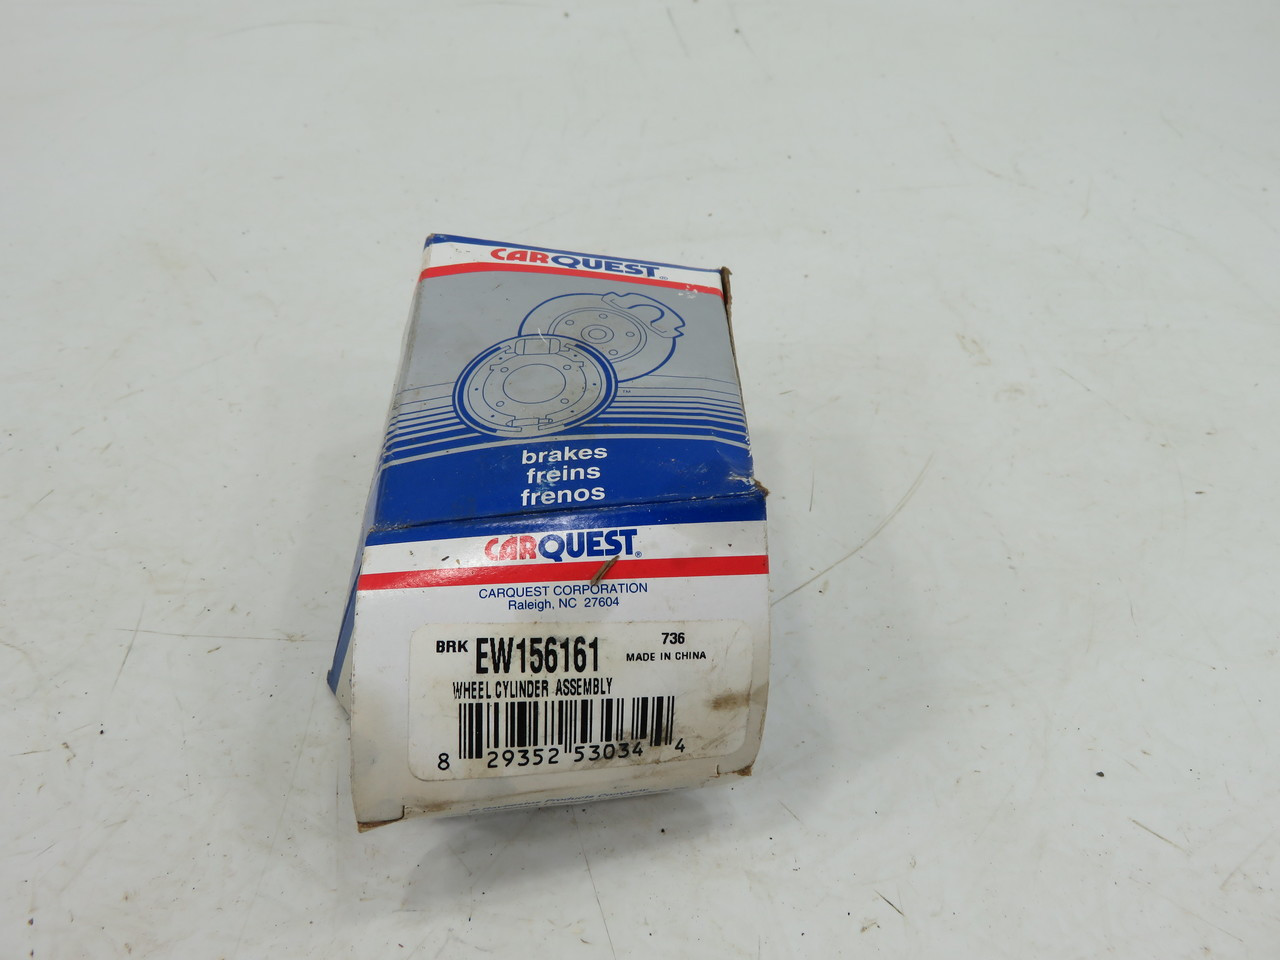 CARQUEST®
™
brakes
freins
frenos
CARQUEST®
CARQUEST CORPORATION
Raleigh, NC 27604
BRK EW156161 736
MADE IN CHINA
WHEEL CYLINDER ASSEMBLY
8 29352 53034 4